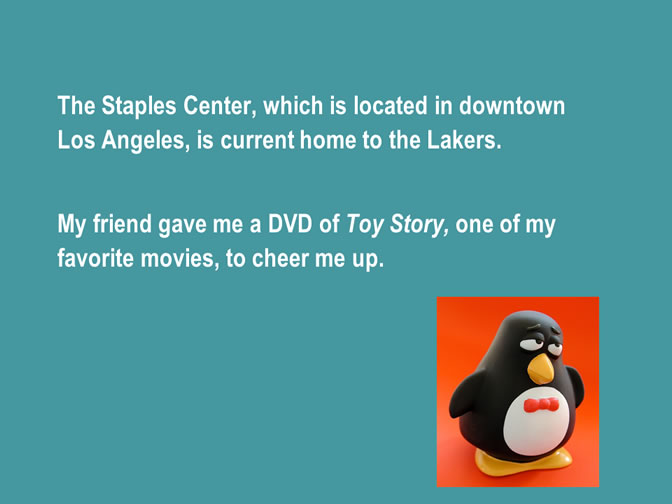 The Staples Center, which is located in downtown
Los Angeles, is current home to the Lakers.
My friend gave me a DVD of Toy Story, one of my
favorite movies, to cheer me up.